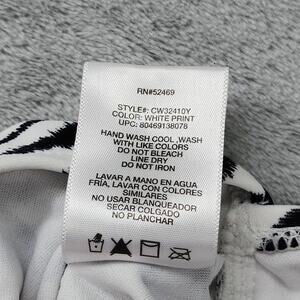 RN#52469
STYLE#: CW32410Y
COLOR: WHITE PRINT
UPC: 80469138078
HAND WASH COOL ,WASH
WITH LIKE COLORS
DO NOT BLEACH
LINE DRY
DO NOT IRON
LAVAR A MANO EN AGUA
FRÍA, LAVAR CON COLORES
SIMILARES
NO USAR BLANQUEADOR
SECAR COLGADO
NO PLANCHAR